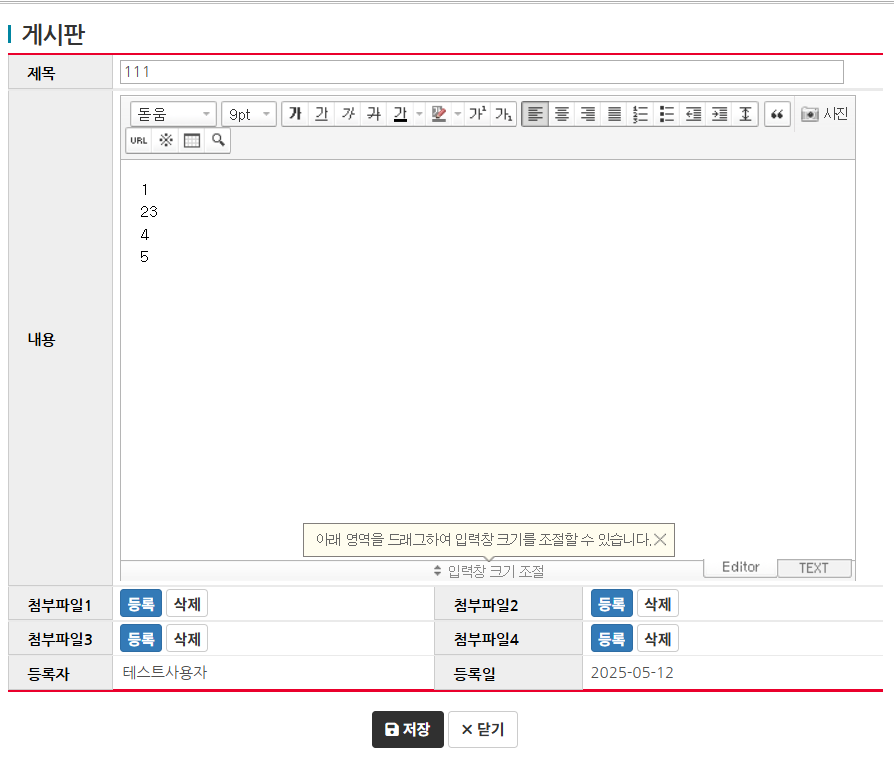 게시판
제목 111
돋움 9pt 가 가 가 가 가 가¹ 가₁ “ 사진
URL ※
내용
1
23
4
5
아래 영역을 드래그하여 입력창 크기를 조절할 수 있습니다.
입력창 크기 조절 Editor TEXT
첨부파일1 등록 삭제 첨부파일2 등록 삭제
첨부파일3 등록 삭제 첨부파일4 등록 삭제
등록자 테스트사용자 등록일 2025-05-12
저장 × 닫기